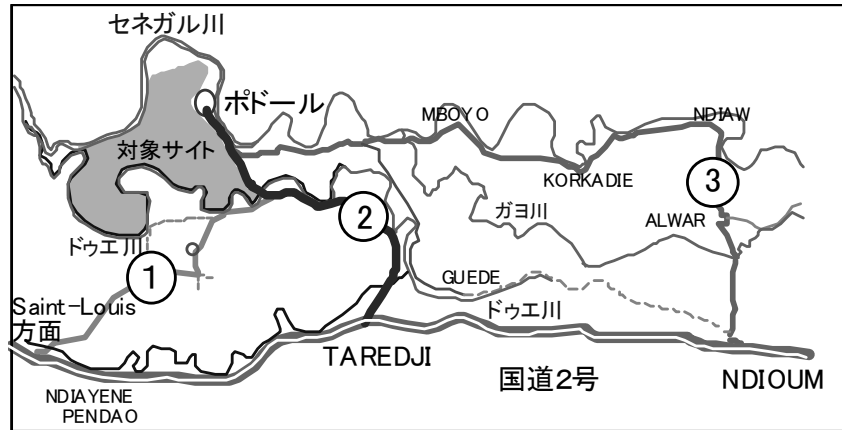 セネガル川
ポドール
MBOYO
NDIAW
対象サイト
KORKADIE
3
2
ガヨ川
ALWAR
ドゥエ川
1
GUEDE
Saint-Louis
方面
ドゥエ川
TAREDJI
国道2号
NDIOUM
NDIAYENE
PENDAO